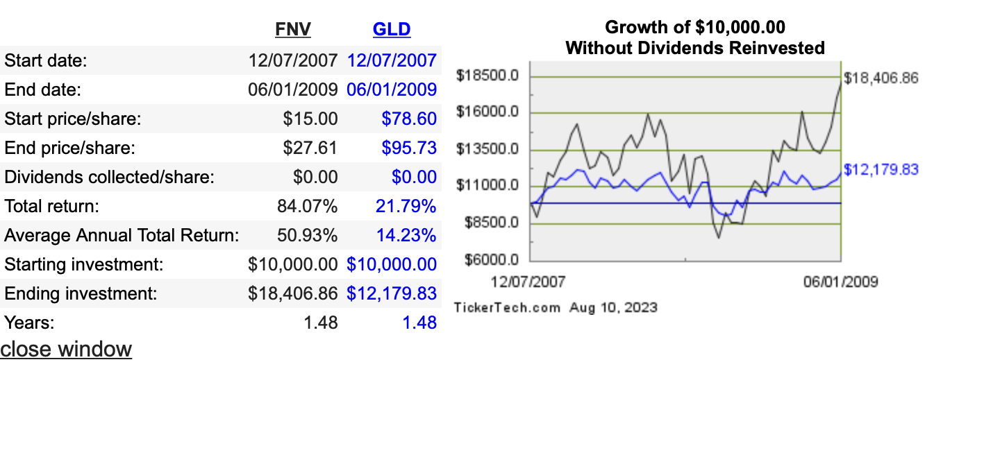 FNV GLD
Start date: 12/07/2007 12/07/2007
End date: 06/01/2009 06/01/2009
Start price/share: $15.00 $78.60
End price/share: $27.61 $95.73
Dividends collected/share: $0.00 $0.00
Total return: 84.07% 21.79%
Average Annual Total Return: 50.93% 14.23%
Starting investment: $10,000.00 $10,000.00
Ending investment: $18,406.86 $12,179.83
Years: 1.48 1.48
close window
Growth of $10,000.00
Without Dividends Reinvested
$18500.0
$18,406.86
$16000.0
$13500.0
$12,179.83
$11000.0
$8500.0
$6000.0
12/07/2007 06/01/2009
TickerTech.com Aug 10, 2023